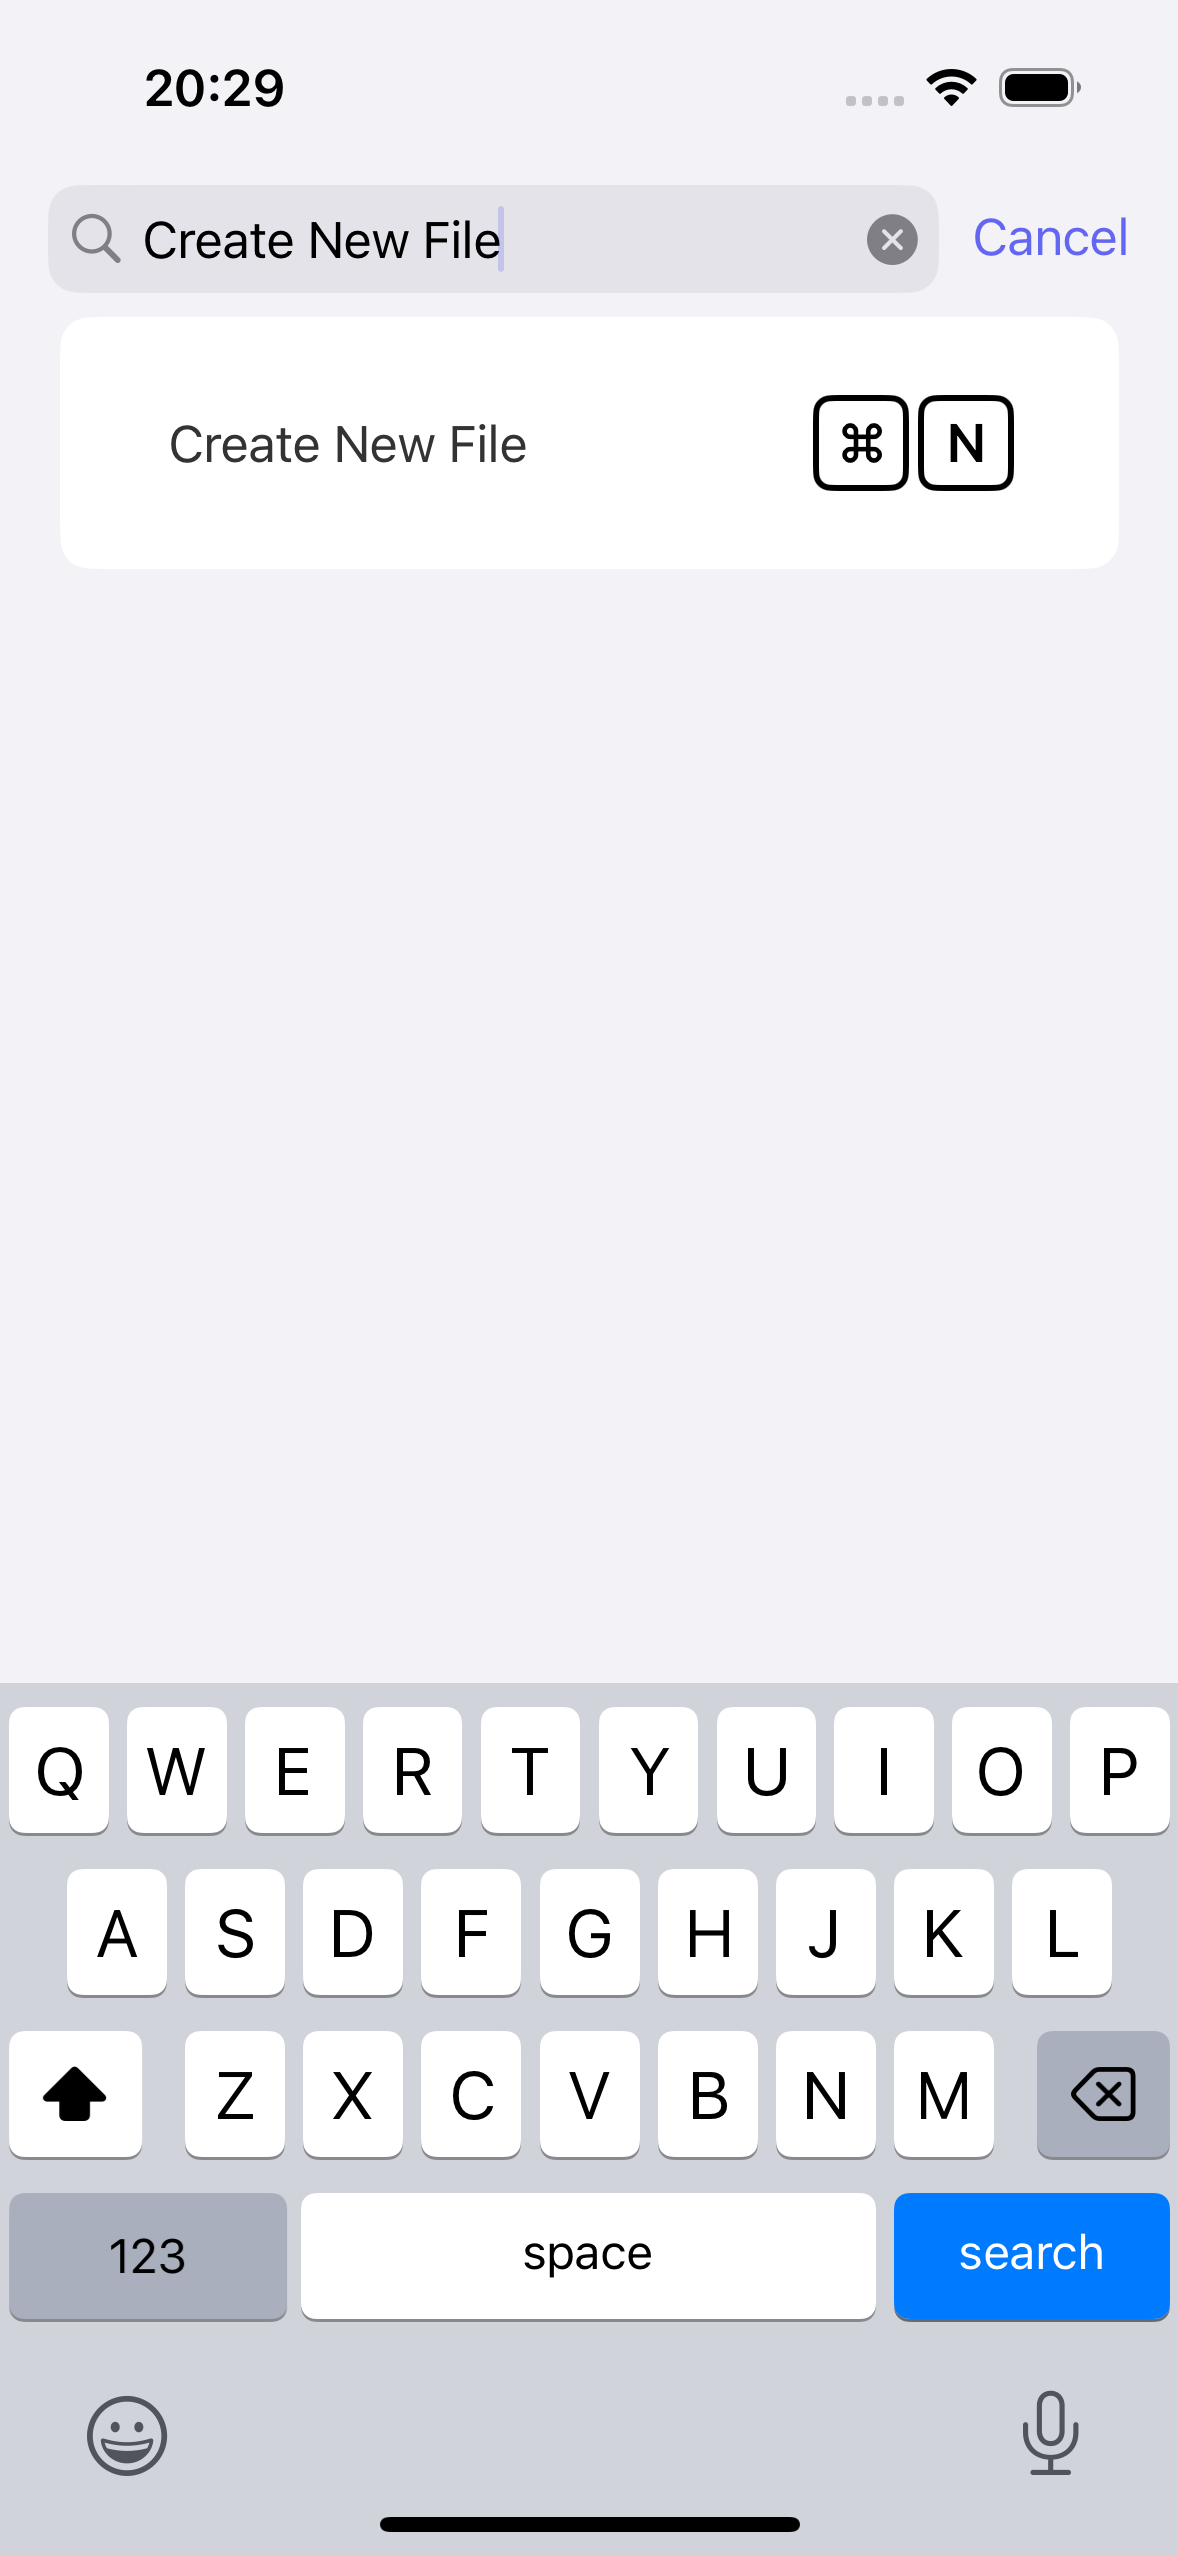 20:29
Create New File
Cancel
Create New File ⌘ N
Q W E R T Y U I O P
A S D F G H J K L
Z X C V B N M
123 space search